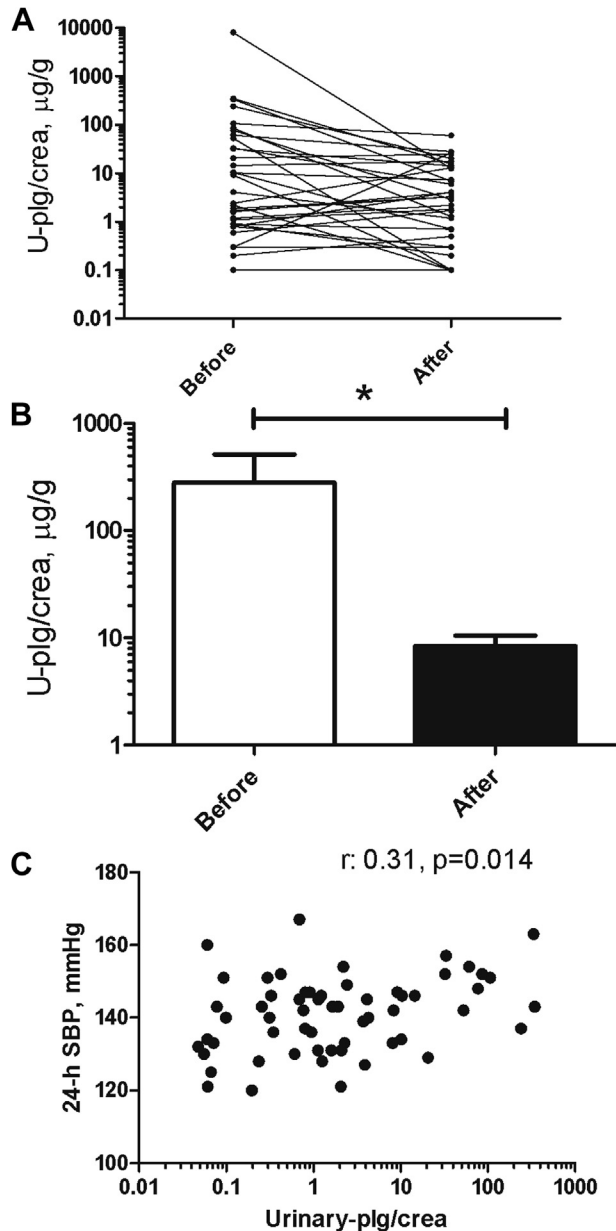 A
U-plg/crea, μg/g
10000
1000
100
10
1
0.1
0.01
Before
After
B
*
U-plg/crea, μg/g
1000
100
10
1
Before
After
C
r: 0.31, p=0.014
24-h SBP, mmHg
180
160
140
120
100
0.01
0.1
1
10
100
1000
Urinary-plg/crea